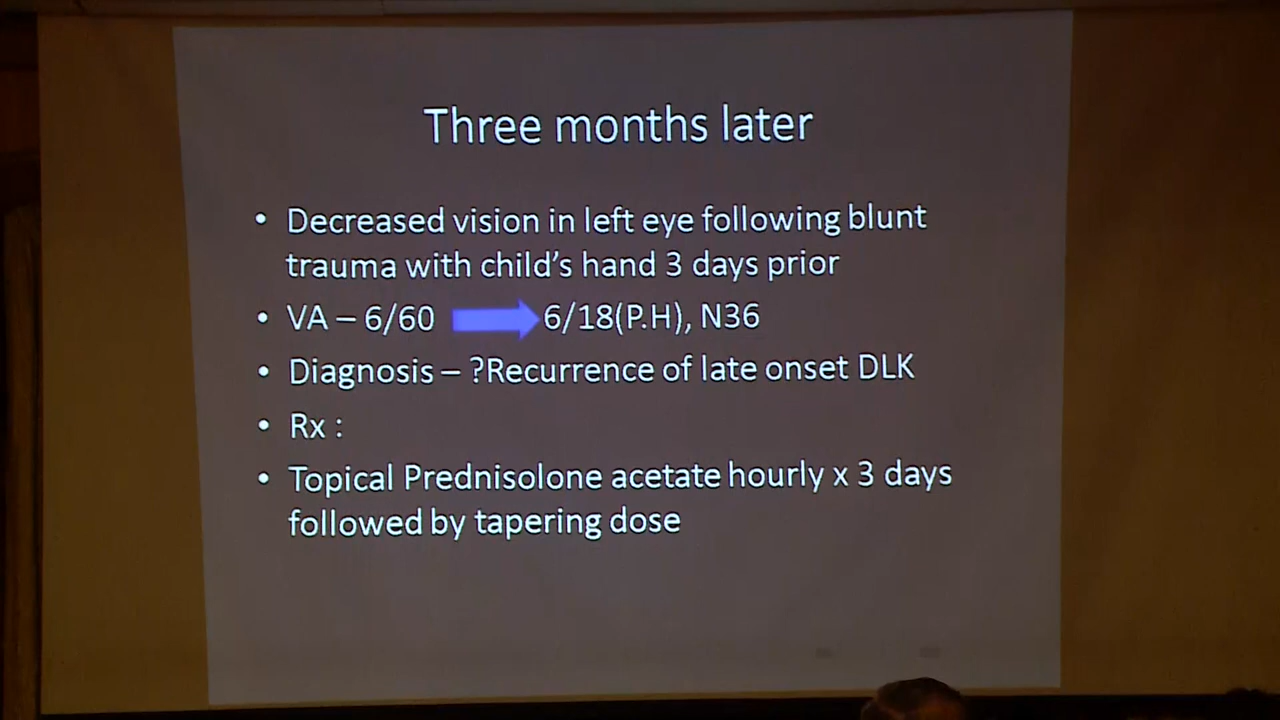 Three months later
• Decreased vision in left eye following blunt
trauma with child's hand 3 days prior
• VA – 6/60 6/18(P.H), N36
• Diagnosis – ?Recurrence of late onset DLK
• Rx :
• Topical Prednisolone acetate hourly x 3 days
followed by tapering dose